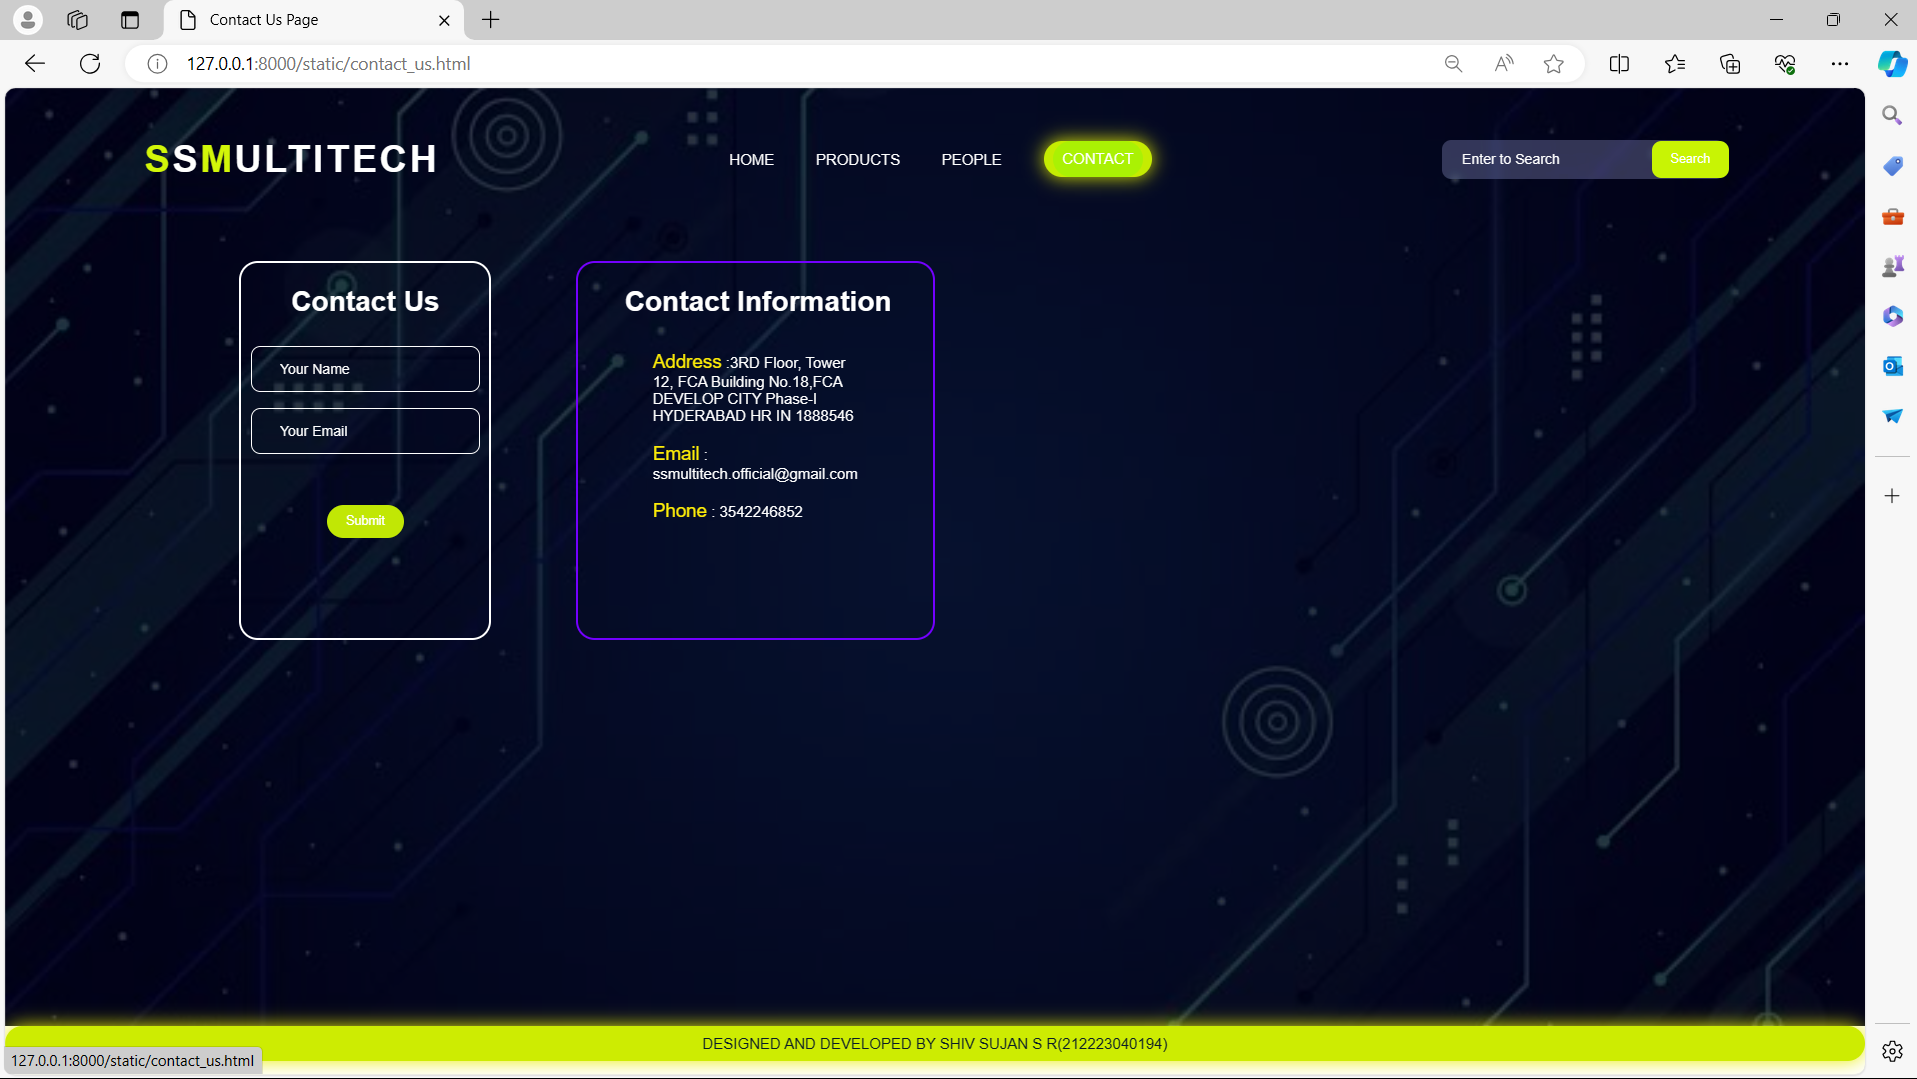 Contact Us Page
127.0.0.1:8000/static/contact_us.html
SSMULTITECH
HOME
PRODUCTS
PEOPLE
CONTACT
Enter to Search
Search
Contact Us
Your Name
Your Email
Submit
Contact Information
Address :3RD Floor, Tower
12, FCA Building No.18,FCA
DEVELOP CITY Phase-I
HYDERABAD HR IN 1888546
Email :
ssmultitech.official@gmail.com
Phone : 3542246852
DESIGNED AND DEVELOPED BY SHIV SUJAN S R(212223040194)
127.0.0.1:8000/static/contact_us.html